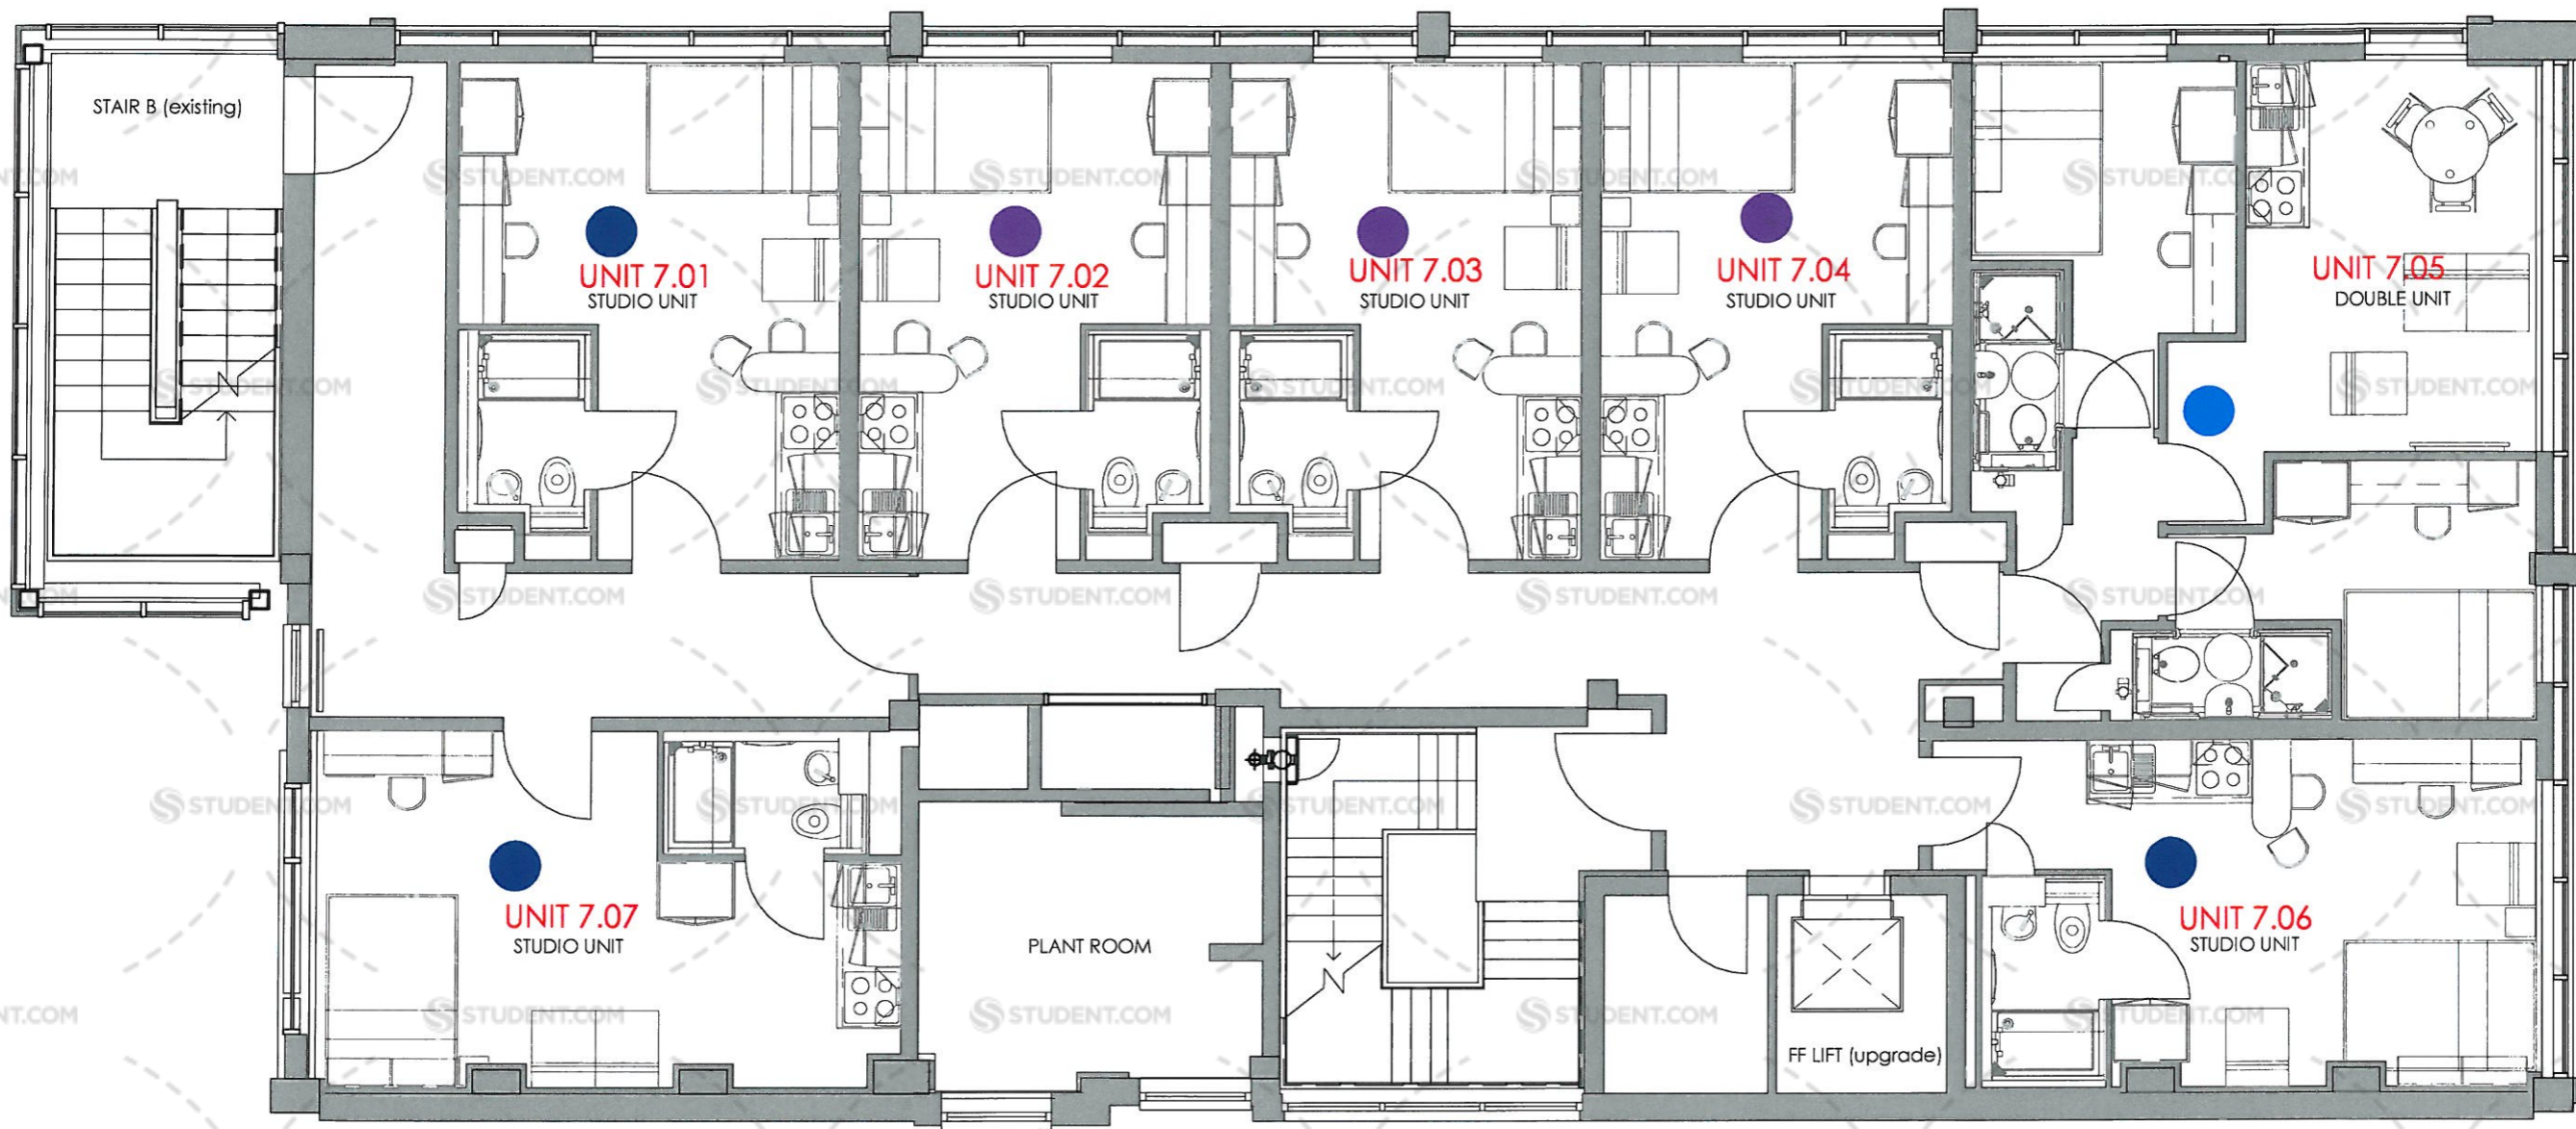 STAIR B (existing)
UNIT 7.01
STUDIO UNIT
UNIT 7.02
STUDIO UNIT
UNIT 7.03
STUDIO UNIT
UNIT 7.04
STUDIO UNIT
UNIT 7.05
DOUBLE UNIT
UNIT 7.07
STUDIO UNIT
PLANT ROOM
FF LIFT (upgrade)
UNIT 7.06
STUDIO UNIT
STUDENT.COM